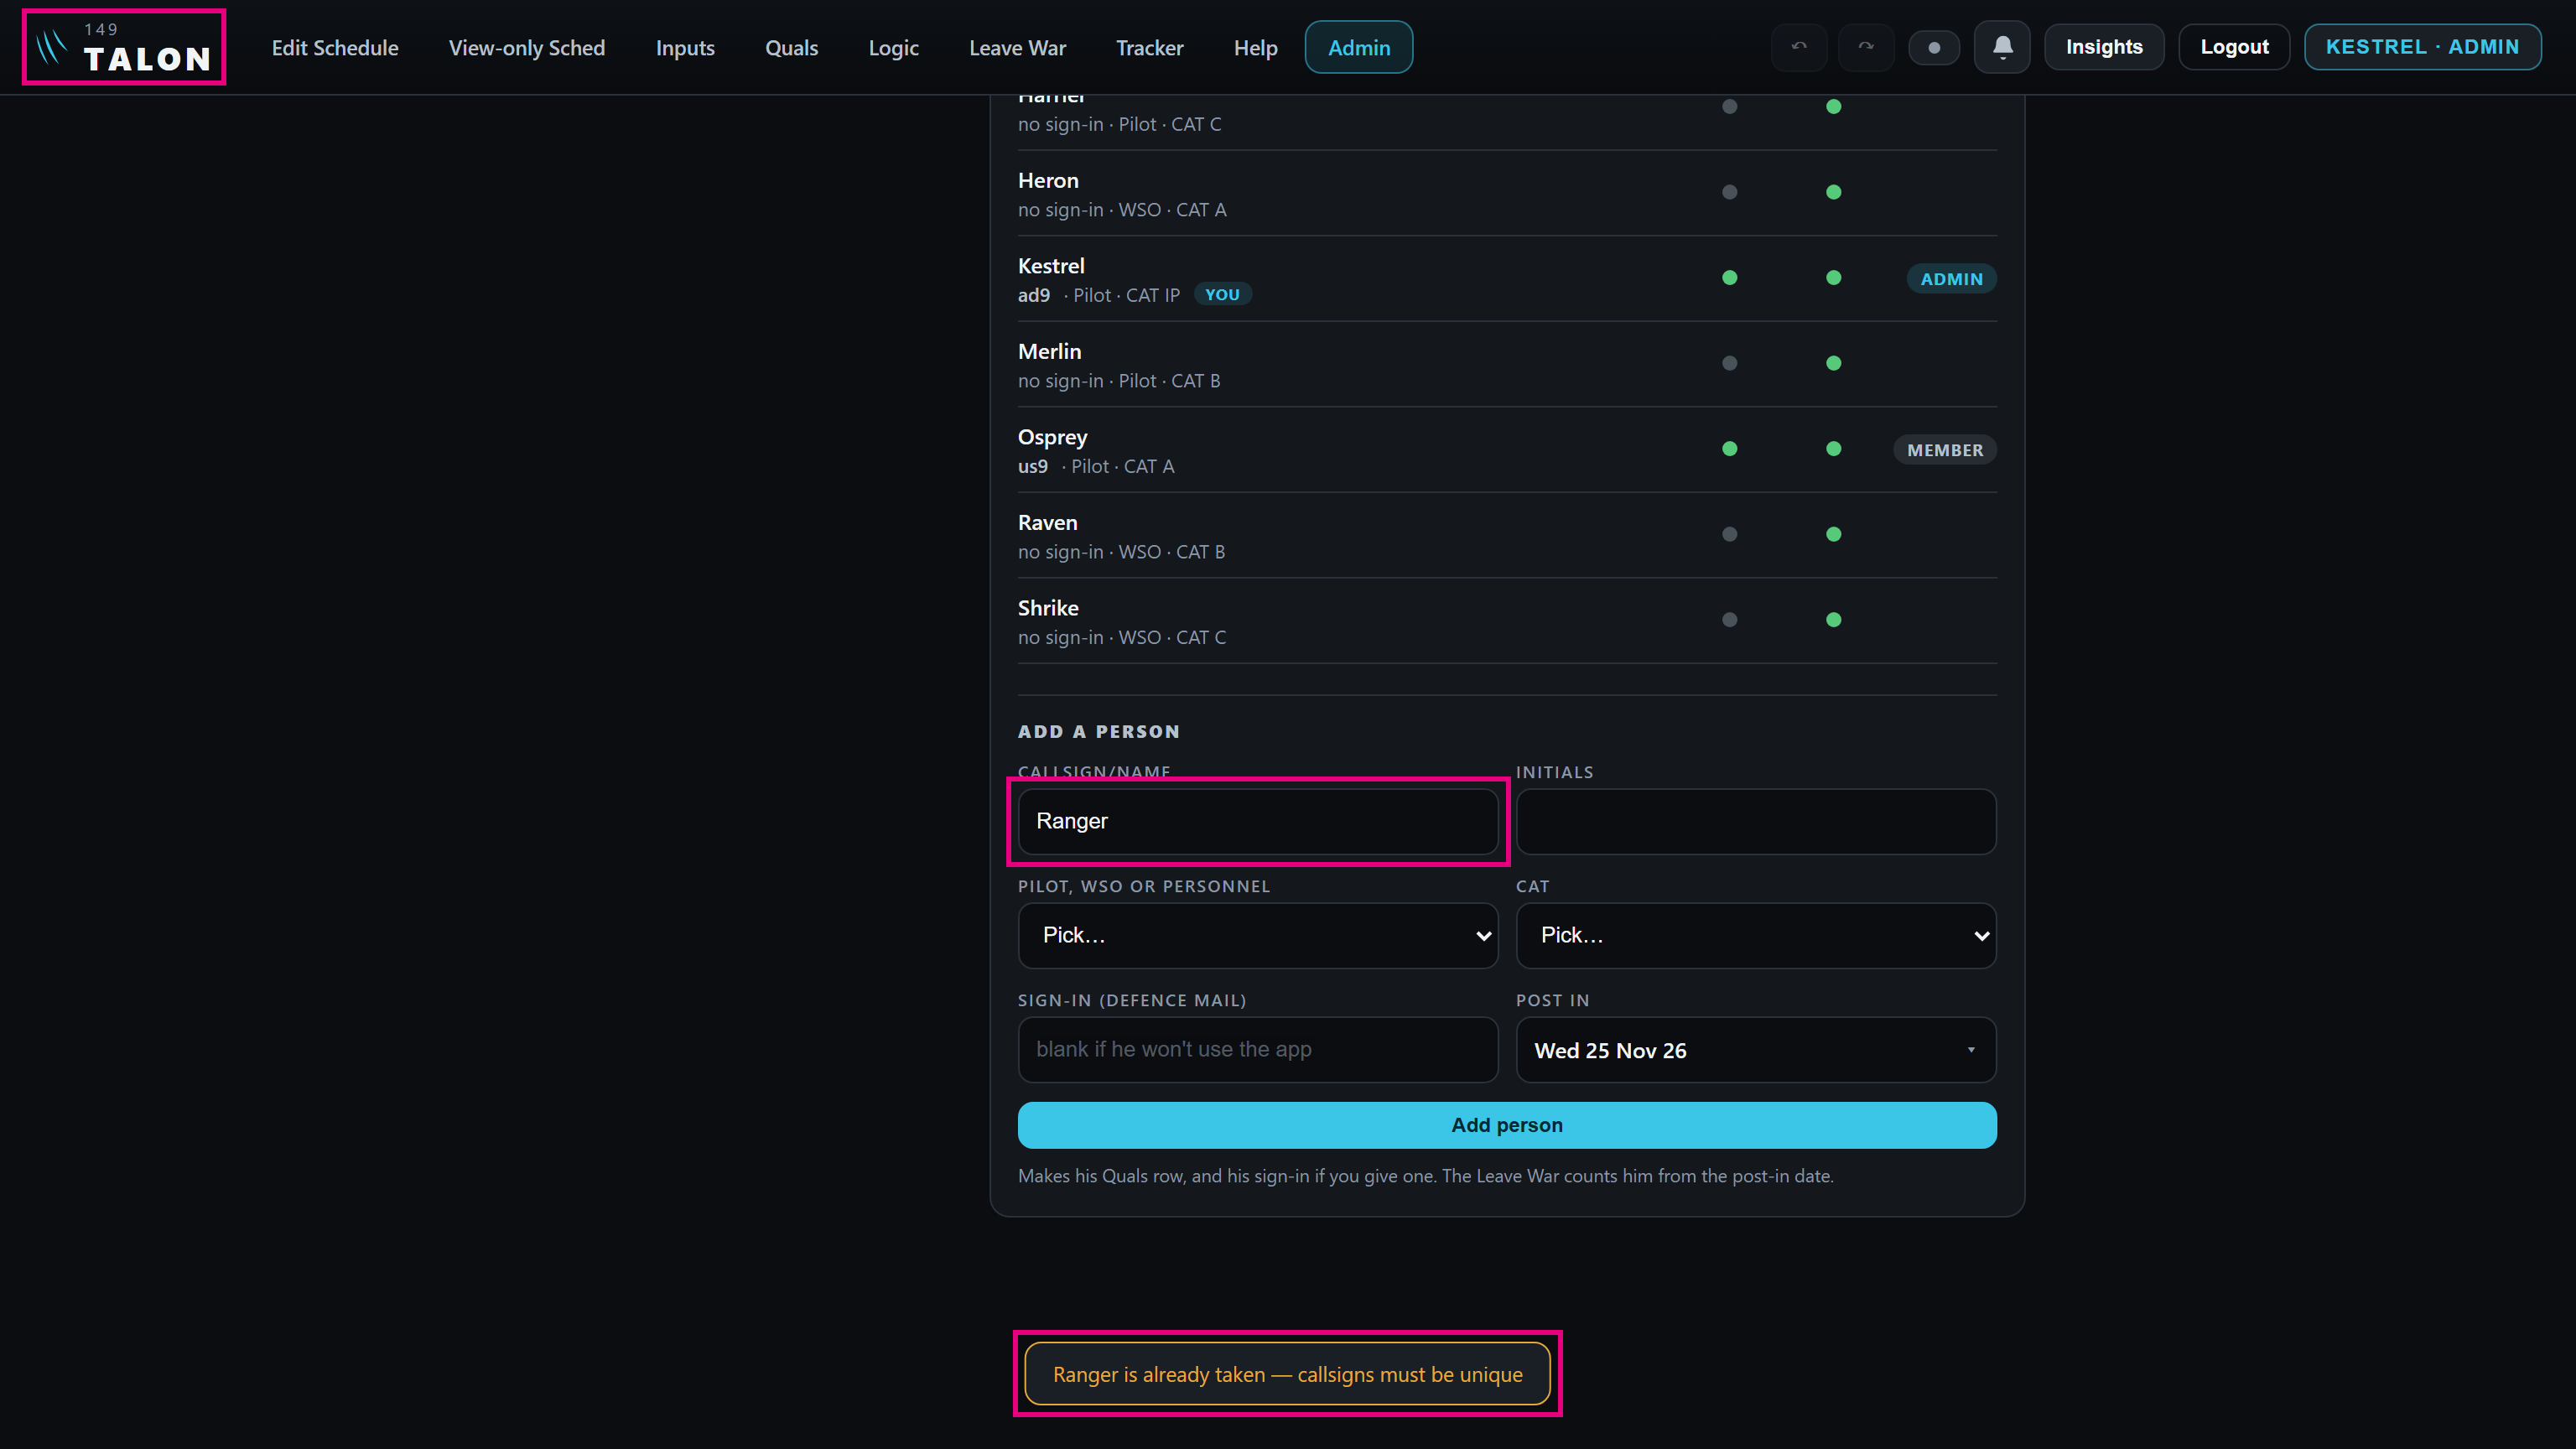 149
TALON
Edit Schedule
View-only Sched
Inputs
Quals
Logic
Leave War
Tracker
Help
Admin
Insights
Logout
KESTREL · ADMIN
Harrier
no sign-in · Pilot · CAT C
Heron
no sign-in · WSO · CAT A
Kestrel
ad9 · Pilot · CAT IP YOU
ADMIN
Merlin
no sign-in · Pilot · CAT B
Osprey
us9 · Pilot · CAT A
MEMBER
Raven
no sign-in · WSO · CAT B
Shrike
no sign-in · WSO · CAT C
ADD A PERSON
CALLSIGN/NAME
INITIALS
Ranger
PILOT, WSO OR PERSONNEL
CAT
Pick...
Pick...
SIGN-IN (DEFENCE MAIL)
POST IN
blank if he won't use the app
Wed 25 Nov 26
Add person
Makes his Quals row, and his sign-in if you give one. The Leave War counts him from the post-in date.
Ranger is already taken — callsigns must be unique